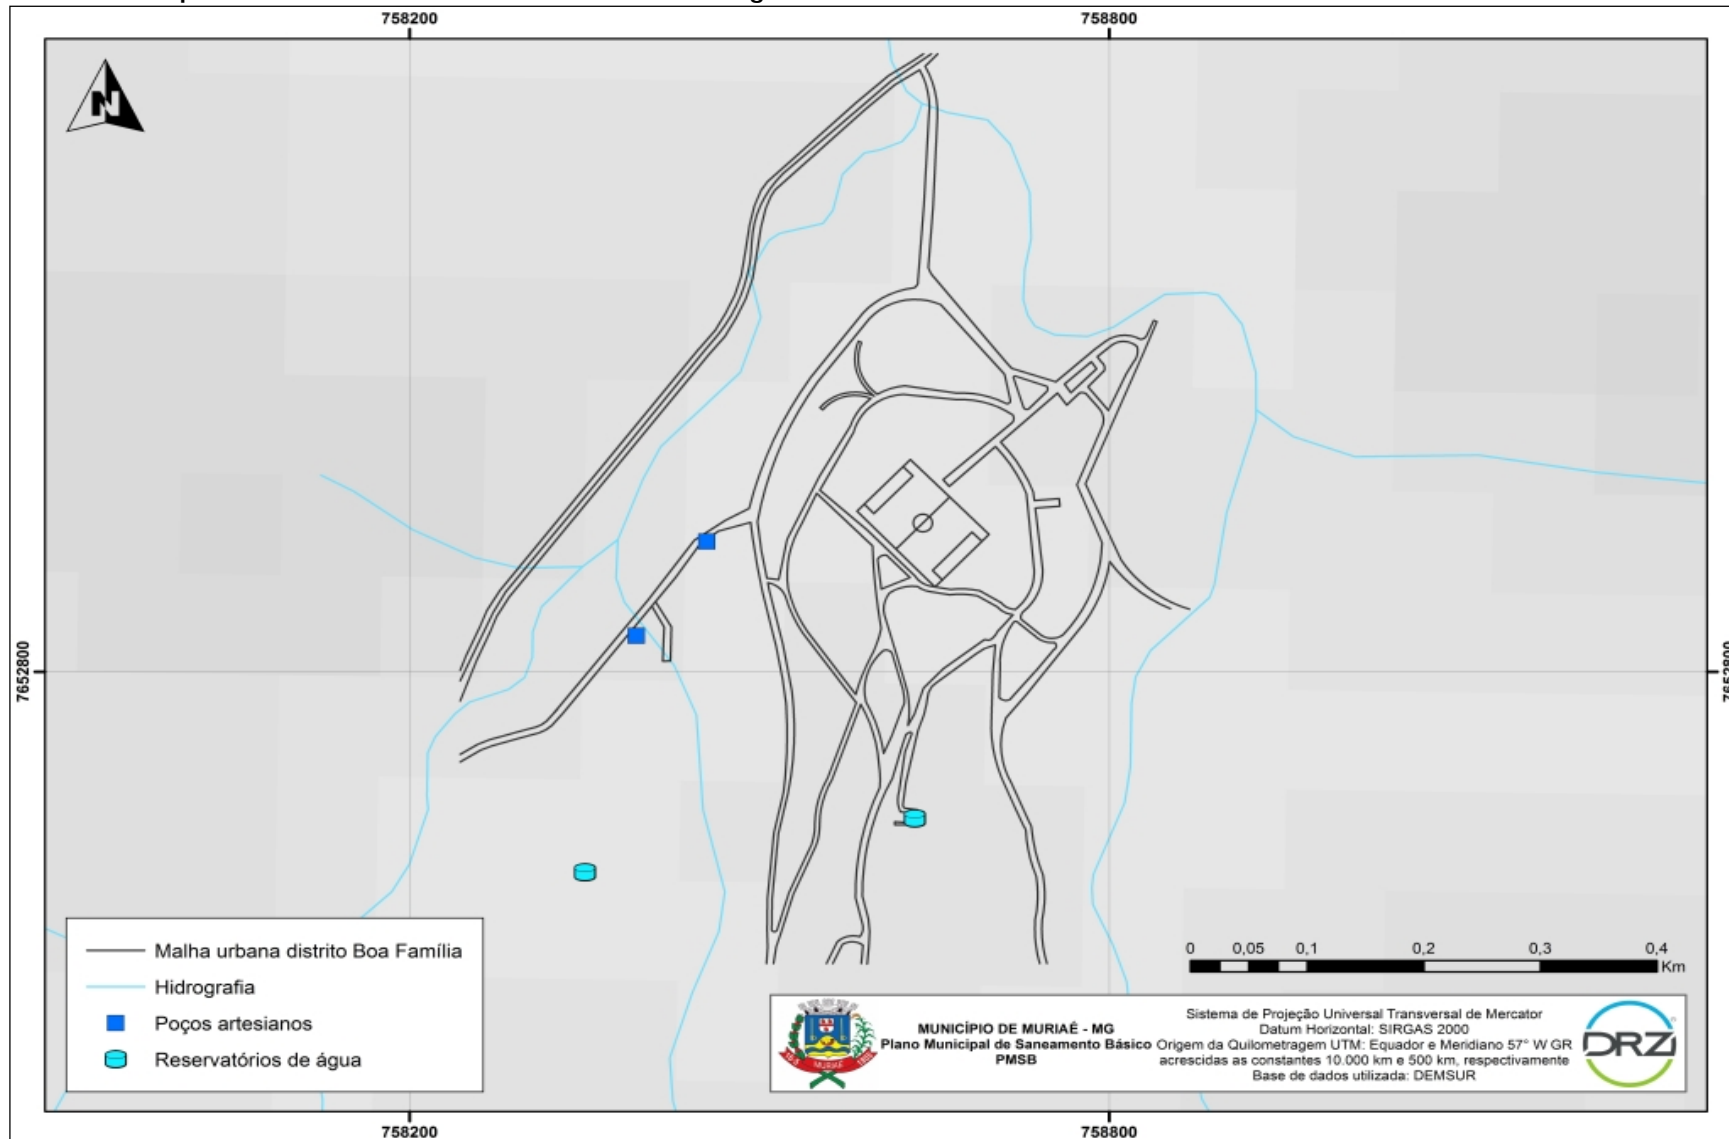 758200
758800
N
7652800
7652800
Malha urbana distrito Boa Família
Hidrografia
Poços artesianos
Reservatórios de água
0 0,05 0,1 0,2 0,3 0,4
Km
MUNICÍPIO DE MURIAÉ - MG
Plano Municipal de Saneamento Básico
PMSB
MURIAÉ
Sistema de Projeção Universal Transversal de Mercator
Datum Horizontal: SIRGAS 2000
Origem da Quilometragem UTM: Equador e Meridiano 57° W GR
acrescidas as constantes 10.000 km e 500 km, respectivamente
Base de dados utilizada: DEMSUR
DRZ
758200
758800